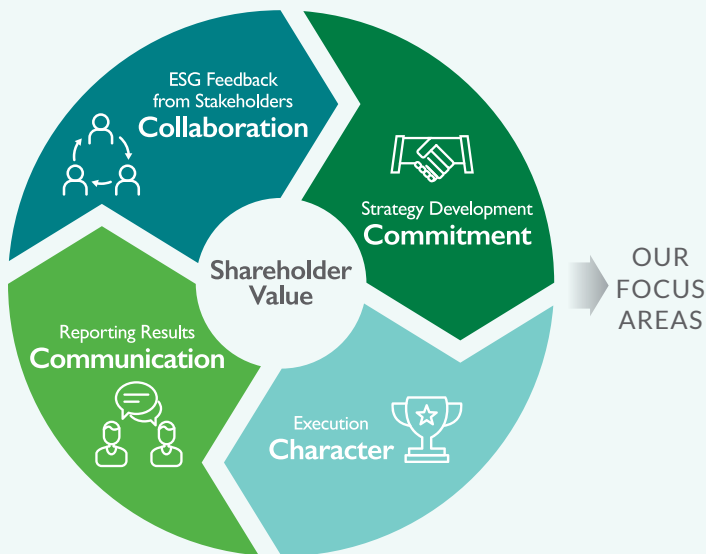 ESG Feedback
from Stakeholders
Collaboration
Strategy Development
Commitment
Shareholder
Value
OUR
FOCUS
AREAS
Reporting Results
Communication
Execution
Character